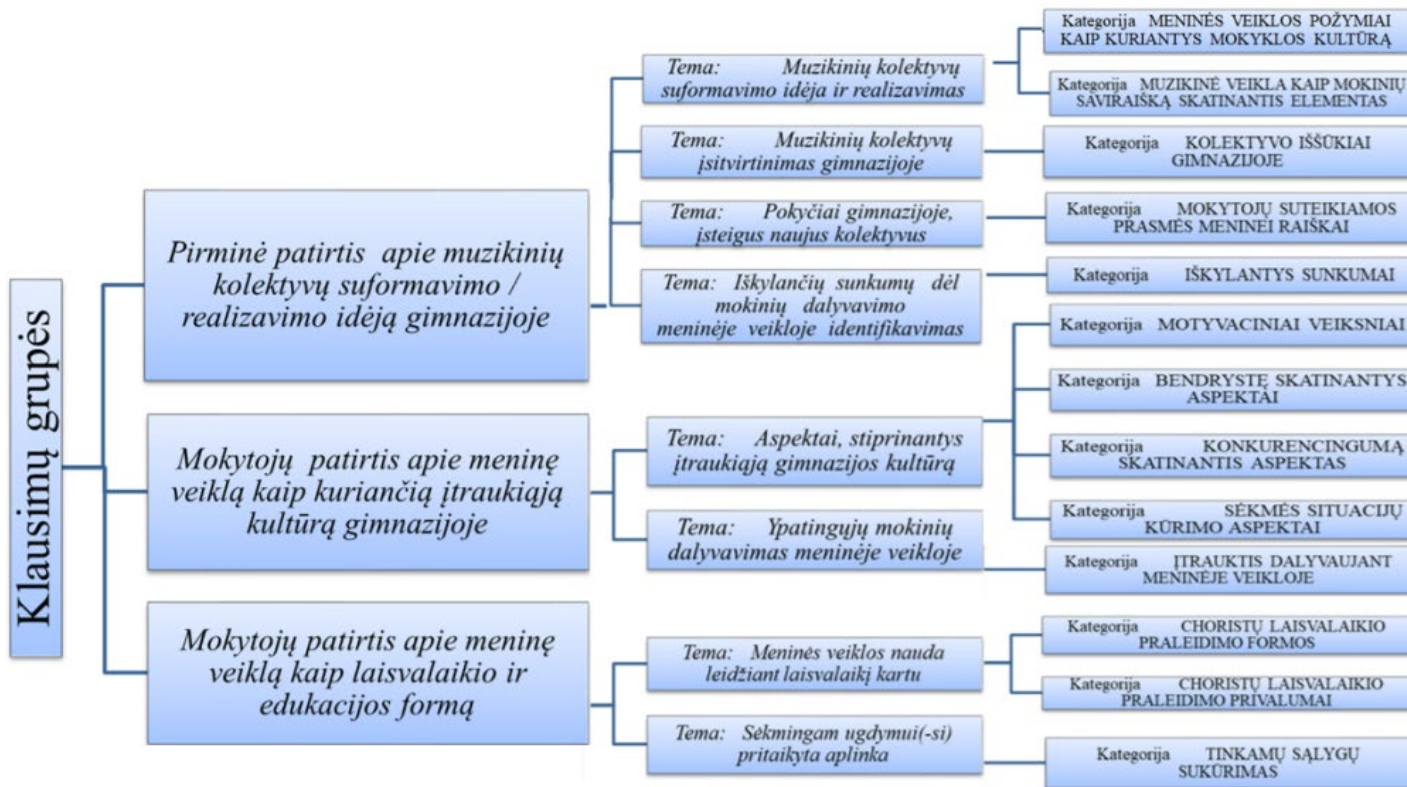 Klausimų grupės
Pirminė patirtis apie muzikinių
kolektyvų suformavimo /
realizavimo idėją gimnazijoje
Tema: Muzikinių kolektyvų
suformavimo idėja ir realizavimas
Kategorija MENINĖS VEIKLOS POŽYMIAI
KAIP KURIANTYS MOKYKLOS KULTŪRĄ
Kategorija MUZIKINĖ VEIKLA KAIP MOKINIŲ
SAVIRAIŠKĄ SKATINANTIS ELEMENTAS
Tema: Muzikinių kolektyvų
įsitvirtinimas gimnazijoje
Kategorija KOLEKTYVO IŠŠŪKIAI
GIMNAZIJOJE
Tema: Pokyčiai gimnazijoje,
įsteigus naujus kolektyvus
Kategorija MOKYTOJŲ SUTEIKIAMOS
PRASMĖS MENINEI RAIŠKAI
Tema: Iškylančių sunkumų dėl
mokinių dalyvavimo
meninėje veikloje identifikavimas
Kategorija IŠKYLANTYS SUNKUMAI
Mokytojų patirtis apie meninę
veiklą kaip kuriančią įtraukiąją
kultūrą gimnazijoje
Tema: Aspektai, stiprinantys
įtraukiąją gimnazijos kultūrą
Kategorija MOTYVACINIAI VEIKSNIAI
Kategorija BENDRYSTĘ SKATINANTYS
ASPEKTAI
Kategorija KONKURENCINGUMĄ
SKATINANTIS ASPEKTAS
Kategorija SĖKMĖS SITUACIJŲ
KŪRIMO ASPEKTAI
Tema: Ypatingųjų mokinių
dalyvavimas meninėje veikloje
Kategorija ĮTRAUKTIS DALYVAUJANT
MENINĖJE VEIKLOJE
Mokytojų patirtis apie meninę
veiklą kaip laisvalaikio ir
edukacijos formą
Tema: Meninės veiklos nauda
leidžiant laisvalaikį kartu
Kategorija CHORISTŲ LAISVALAIKIO
PRALEIDIMO FORMOS
Kategorija CHORISTŲ LAISVALAIKIO
PRALEIDIMO PRIVALUMAI
Tema: Sėkmingam ugdymui(-si)
pritaikyta aplinka
Kategorija TINKAMŲ SĄLYGŲ
SUKŪRIMAS